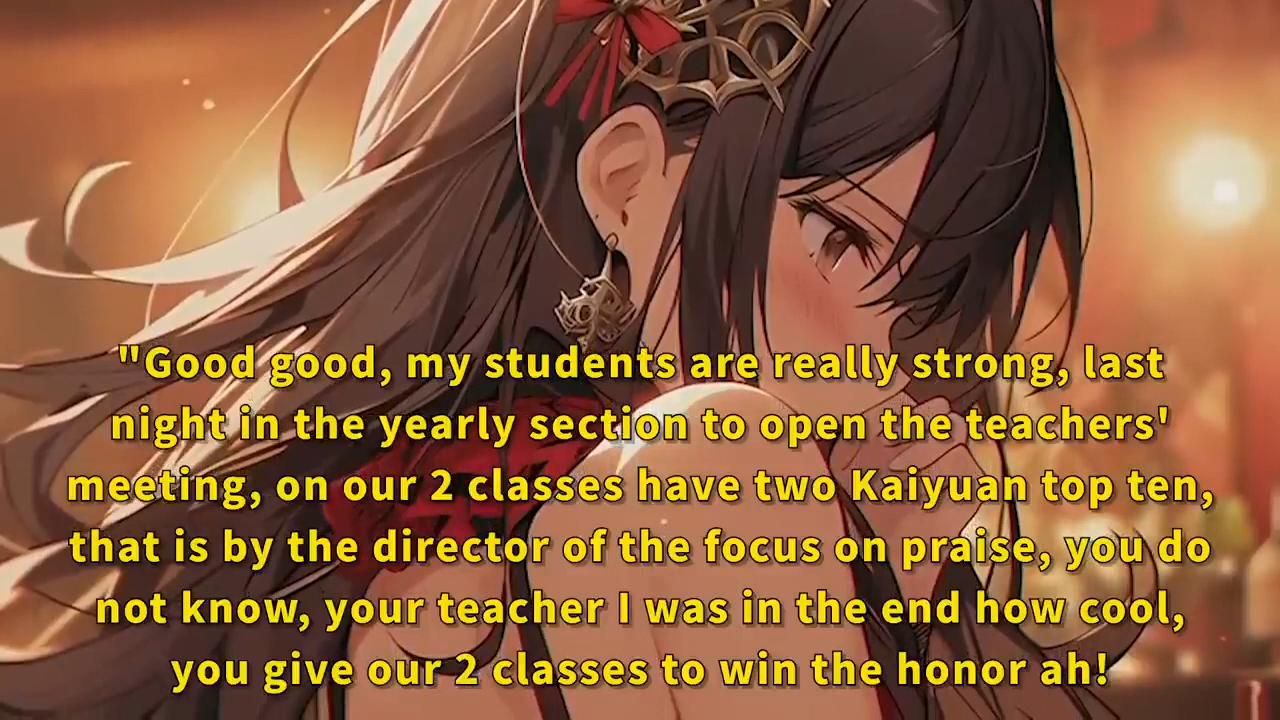 "Good good, my students are really strong, last
night in the yearly section to open the teachers'
meeting, on our 2 classes have two Kaiyuan top ten,
that is by the director of the focus on praise, you do
not know, your teacher I was in the end how cool,
you give our 2 classes to win the honor ah!